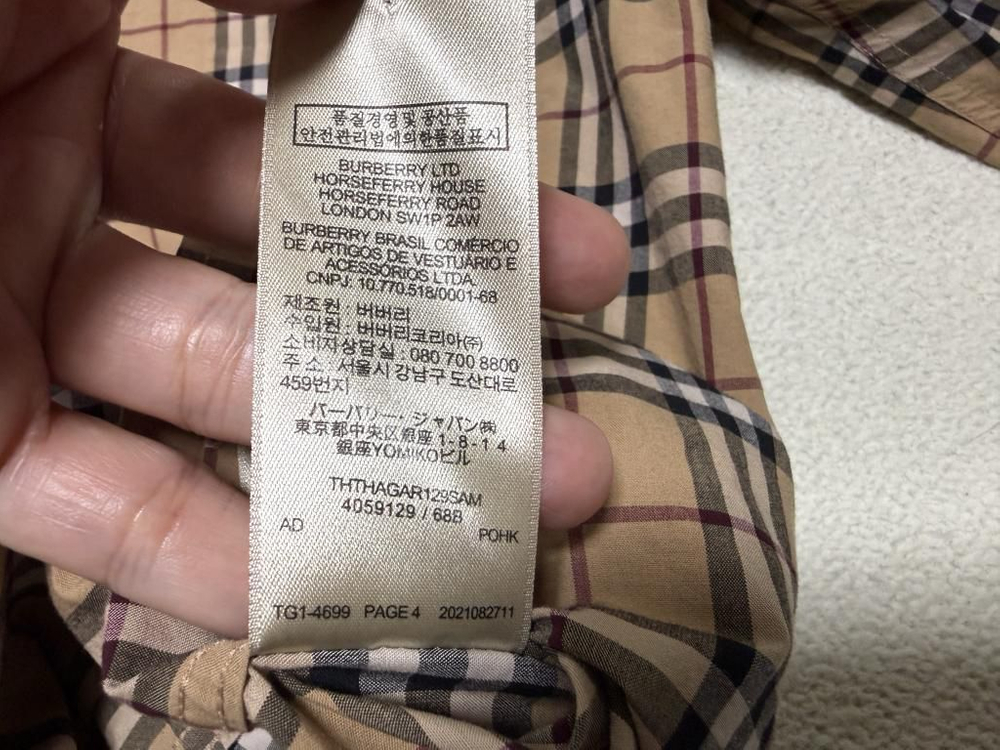 품질경영및 공산품
안전관리법에의한품질표시
BURBERRY LTD
HORSEFERRY HOUSE
HORSEFERRY ROAD
LONDON SW1P 2AW
BURBERRY BRASIL COMÉRCIO
DE ARTIGOS DE VESTUÁRIO E
ACESSÓRIOS LTDA.
CNPJ: 10.770.518/0001-68
제조원 : 버버리
수입원 : 버버리코리아(주)
소비자상담실 : 080 700 8800
주 소 : 서울시 강남구 도산대로
459번지
バーバリー・ジャパン㈱
東京都中央区銀座 1-8-1 4
銀座YOMIKOビル
THTHAGAR129SAM
4059129 / 68B
AD
POHK
TG1-4699 PAGE 4 2021082711